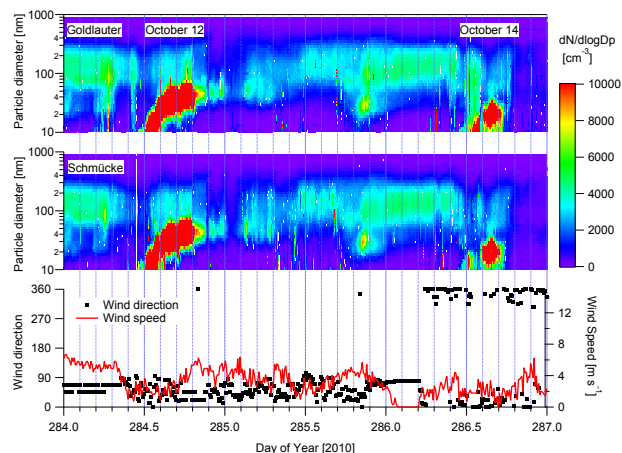 Goldlauter
October 12
October 14
Particle diameter [nm]
1000
4
2
100
4
2
10
Schmücke
Particle diameter [nm]
1000
4
2
100
4
2
10
dN/dlogDp
[cm⁻³]
10000
8000
6000
4000
2000
0
Wind direction
Wind speed
Wind direction
360
270
180
90
0
Wind Speed [m s⁻¹]
12
8
4
0
284.0
284.5
285.0
285.5
286.0
286.5
287.0
Day of Year [2010]